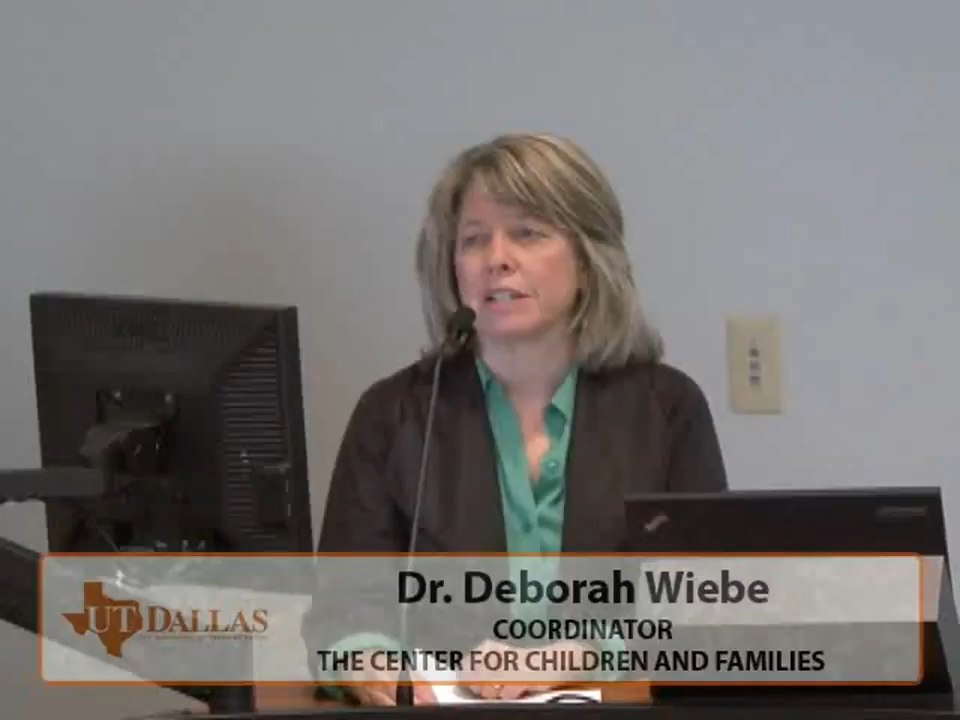 Dr. Deborah Wiebe
UT DALLAS
COORDINATOR
THE CENTER FOR CHILDREN AND FAMILIES